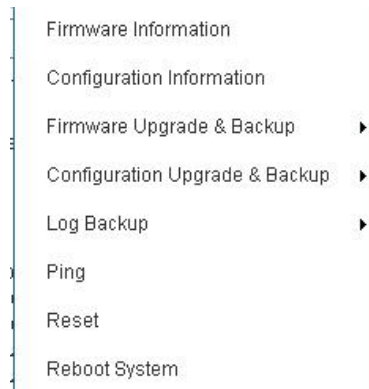 Firmware Information
Configuration Information
Firmware Upgrade & Backup
Configuration Upgrade & Backup
Log Backup
Ping
Reset
Reboot System